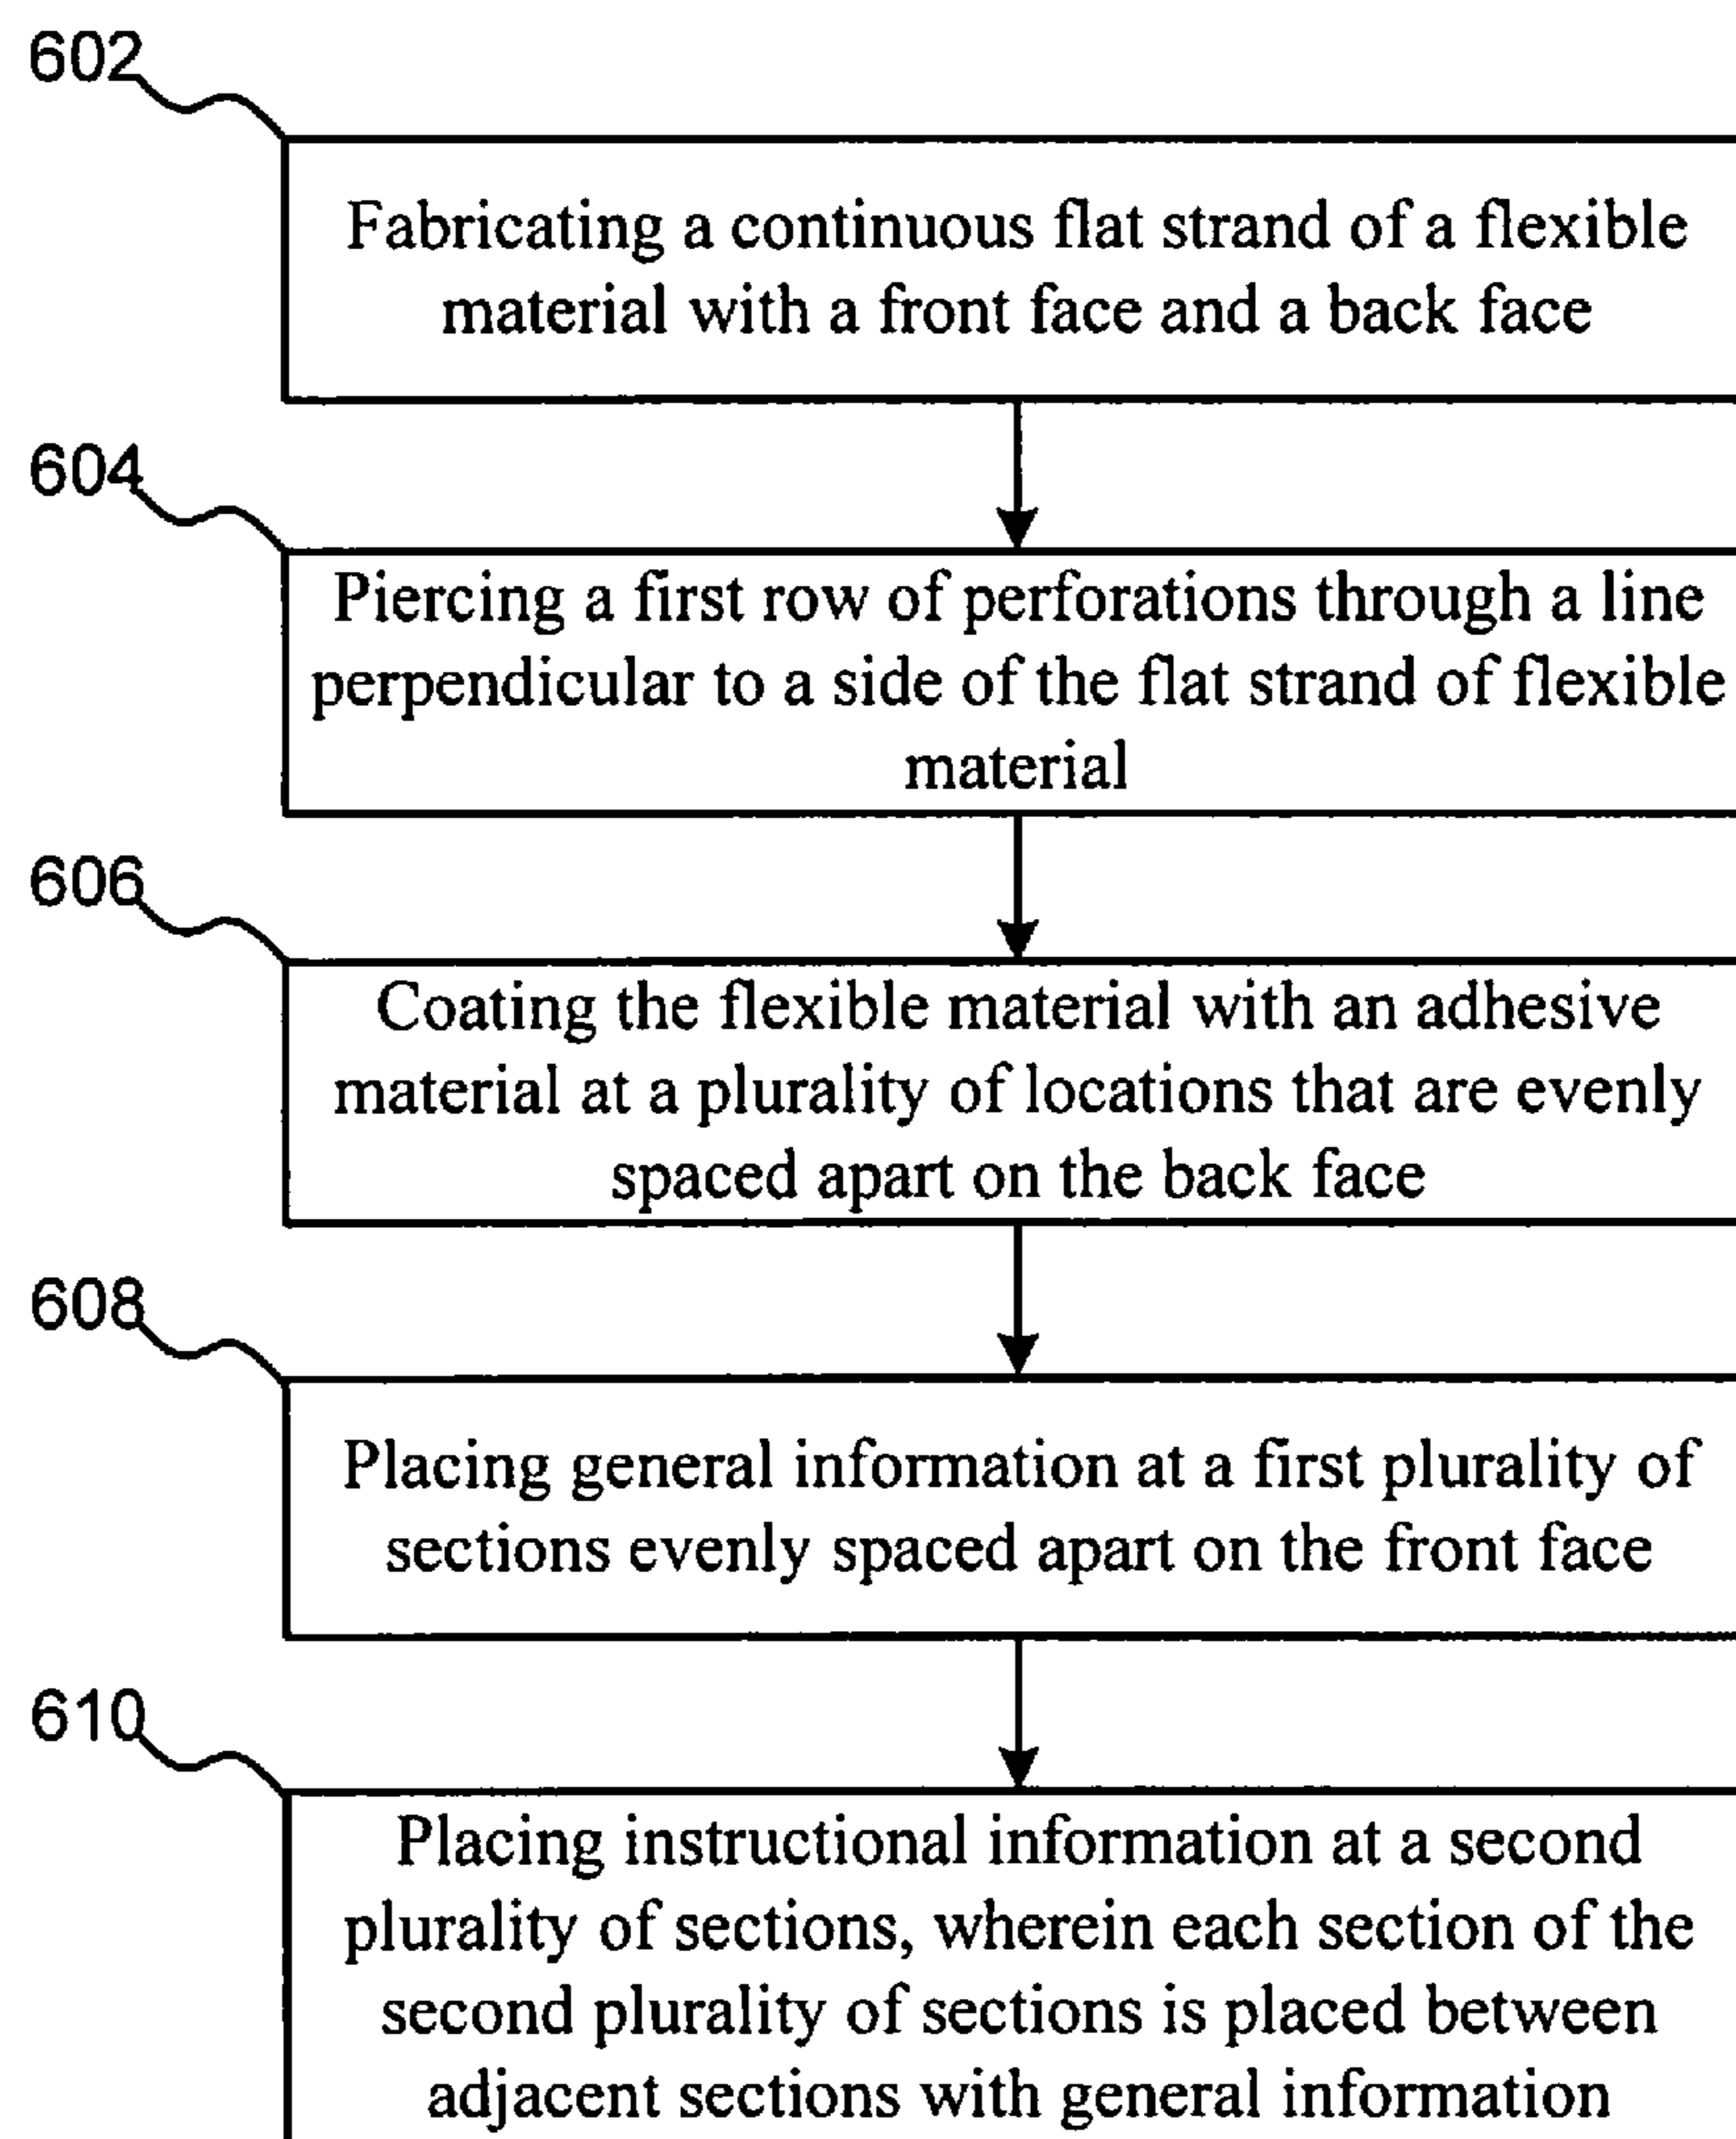 602
Fabricating a continuous flat strand of a flexible
material with a front face and a back face
604
Piercing a first row of perforations through a line
perpendicular to a side of the flat strand of flexible
material
606
Coating the flexible material with an adhesive
material at a plurality of locations that are evenly
spaced apart on the back face
608
Placing general information at a first plurality of
sections evenly spaced apart on the front face
610
Placing instructional information at a second
plurality of sections, wherein each section of the
second plurality of sections is placed between
adjacent sections with general information